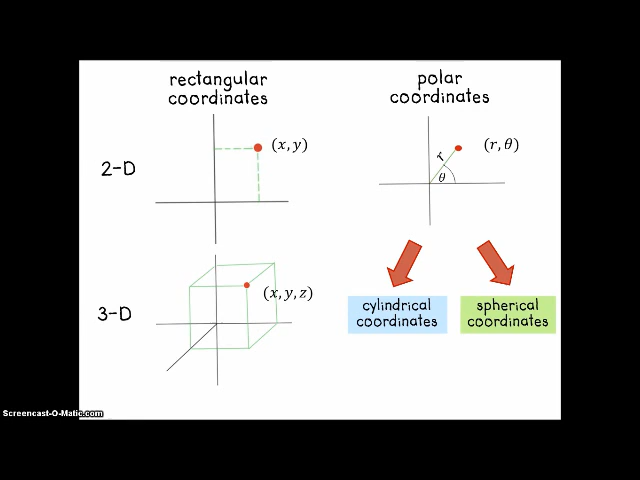 rectangular
coordinates
polar
coordinates
2-D
(x, y)
r
θ
(r, θ)
3-D
(x, y, z)
cylindrical
coordinates
spherical
coordinates
Screencast-O-Matic.com